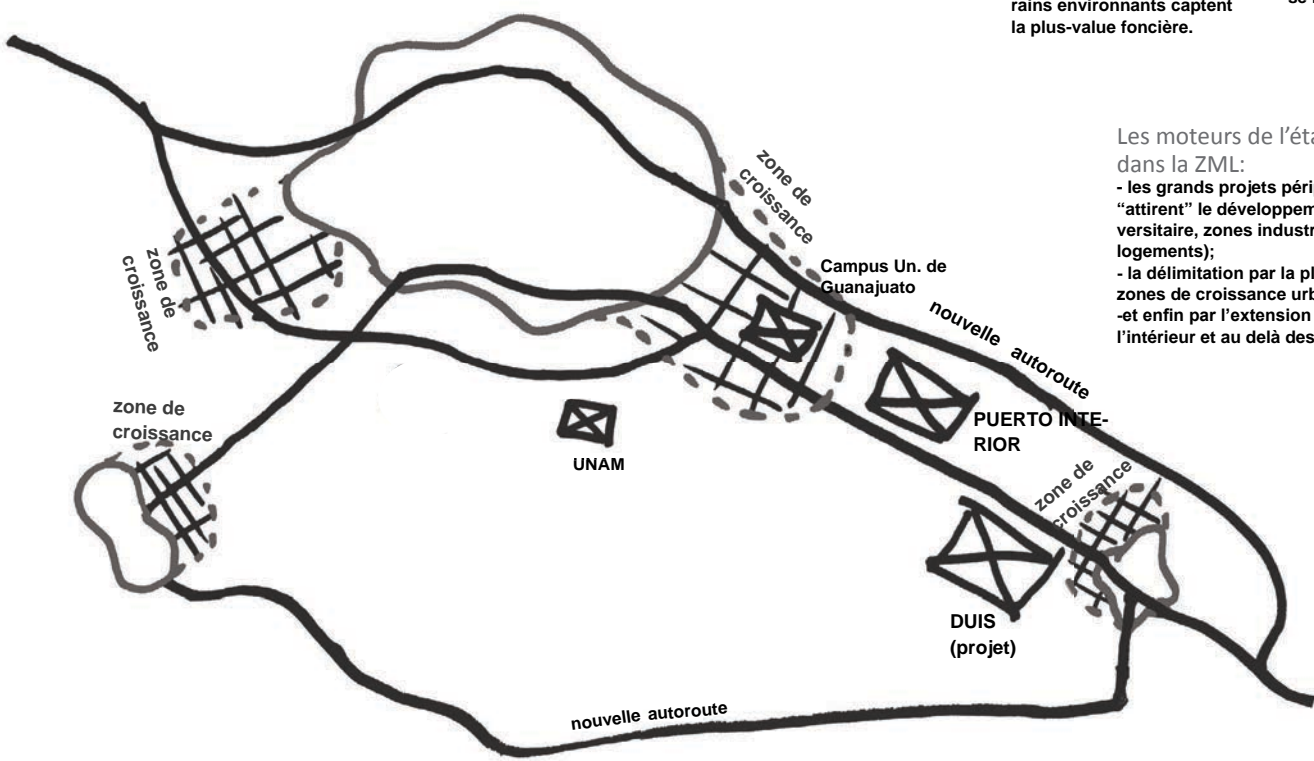 rains environnants captent
la plus-value foncière.
Les moteurs de l’éta
dans la ZML:
- les grands projets péri
“attirent” le développem
versitaire, zones industr
logements);
- la délimitation par la pl
zones de croissance urb
-et enfin par l’extension
l’intérieur et au delà des
zone de
croissance
zone de
croissance
Campus Un. de
Guanajuato
nouvelle autoroute
PUERTO INTE-
RIOR
zone de
croissance
UNAM
zone de
croissance
DUIS
(projet)
nouvelle autoroute